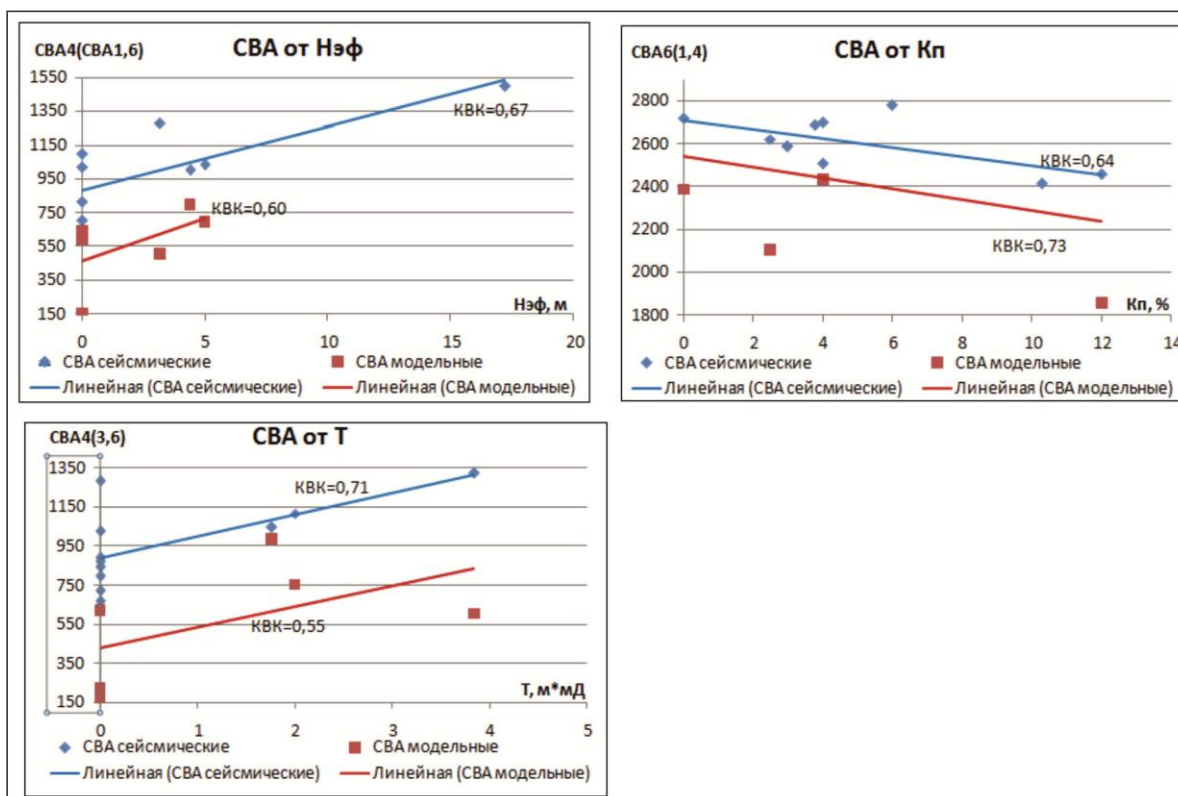 СВА от Нэф
СВА4(СВА1,6)
1550
1350
1150
950
750
550
350
150
КВК=0,67
КВК=0,60
Нэф, м
0 5 10 15 20
СВА сейсмические СВА модельные
Линейная (СВА сейсмические) Линейная (СВА модельные)
СВА от Кп
СВА6(1,4)
2800
2600
2400
2200
2000
1800
КВК=0,64
КВК=0,73
Кп, %
0 2 4 6 8 10 12 14
СВА сейсмические СВА модельные
Линейная (СВА сейсмические) Линейная (СВА модельные)
СВА от Т
СВА4(3,6)
1350
1150
950
750
550
350
150
КВК=0,71
КВК=0,55
Т, м*мД
0 1 2 3 4 5
СВА сейсмические СВА модельные
Линейная (СВА сейсмические) Линейная (СВА модельные)